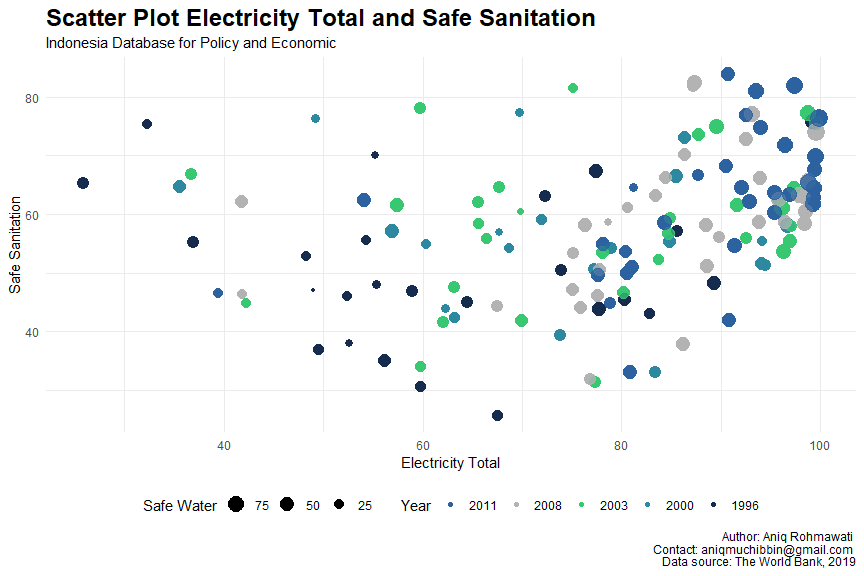 Scatter Plot Electricity Total and Safe Sanitation
Indonesia Database for Policy and Economic
Safe Sanitation
80
60
40
40 60 80 100
Electricity Total
Safe Water 75 50 25 Year 2011 2008 2003 2000 1996
Author: Aniq Rohmawati
Contact: aniqmuchibbin@gmail.com
Data source: The World Bank, 2019